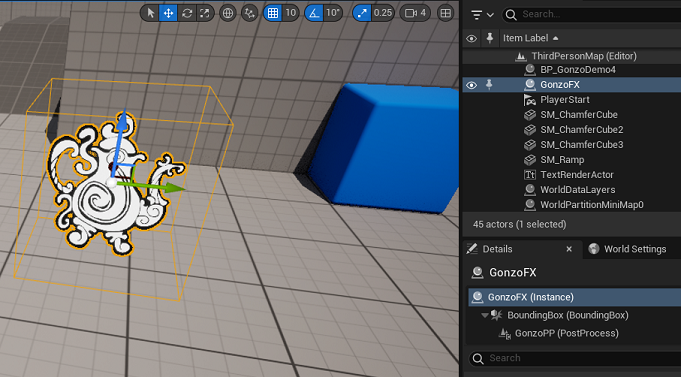 10
10°
0.25
4
Search...
Item Label
ThirdPersonMap (Editor)
BP_GonzoDemo4
GonzoFX
PlayerStart
SM_ChamferCube
SM_ChamferCube2
SM_ChamferCube3
SM_Ramp
TextRenderActor
WorldDataLayers
WorldPartitionMiniMap0
45 actors (1 selected)
Details
World Settings
GonzoFX
GonzoFX (Instance)
BoundingBox (BoundingBox)
GonzoPP (PostProcess)
Search